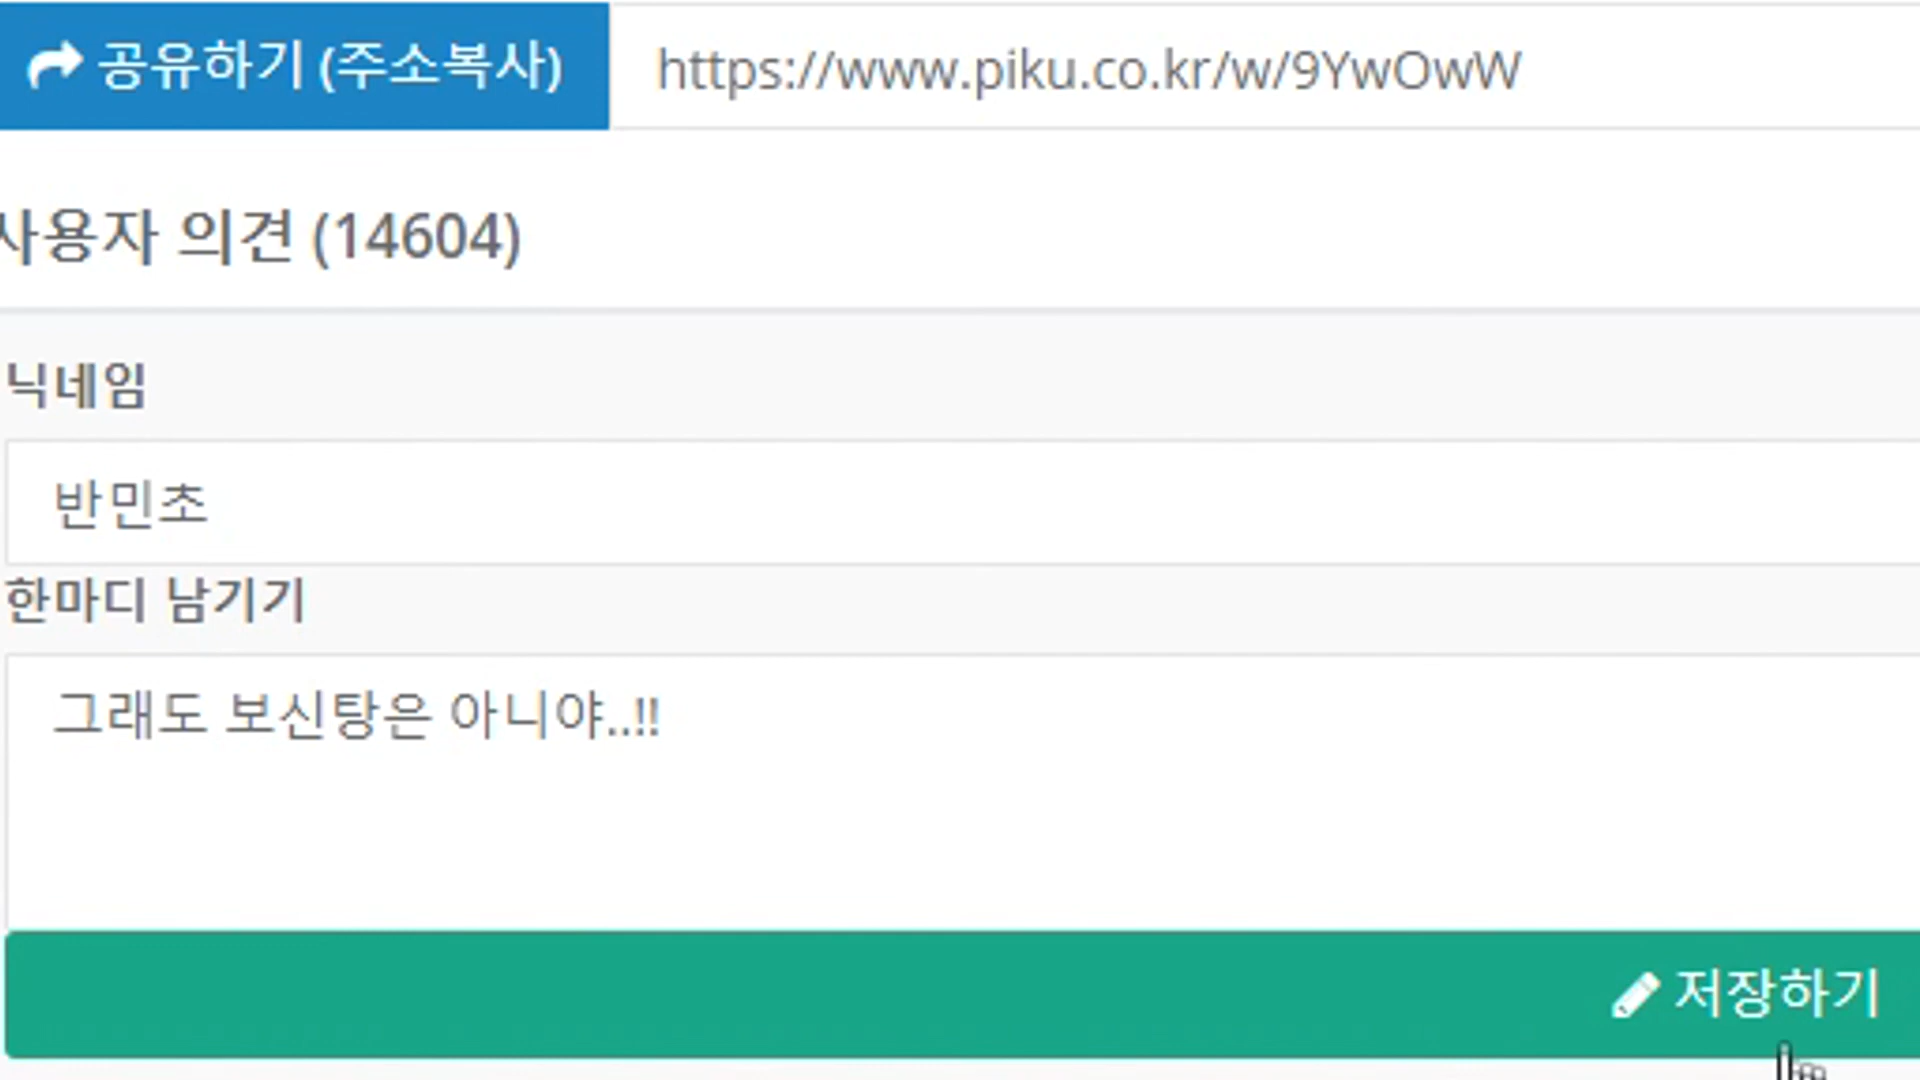 공유하기 (주소복사) https://www.piku.co.kr/w/9YwOwW
사용자 의견 (14604)
닉네임
반민초
한마디 남기기
그래도 보신탕은 아니야..!!
저장하기